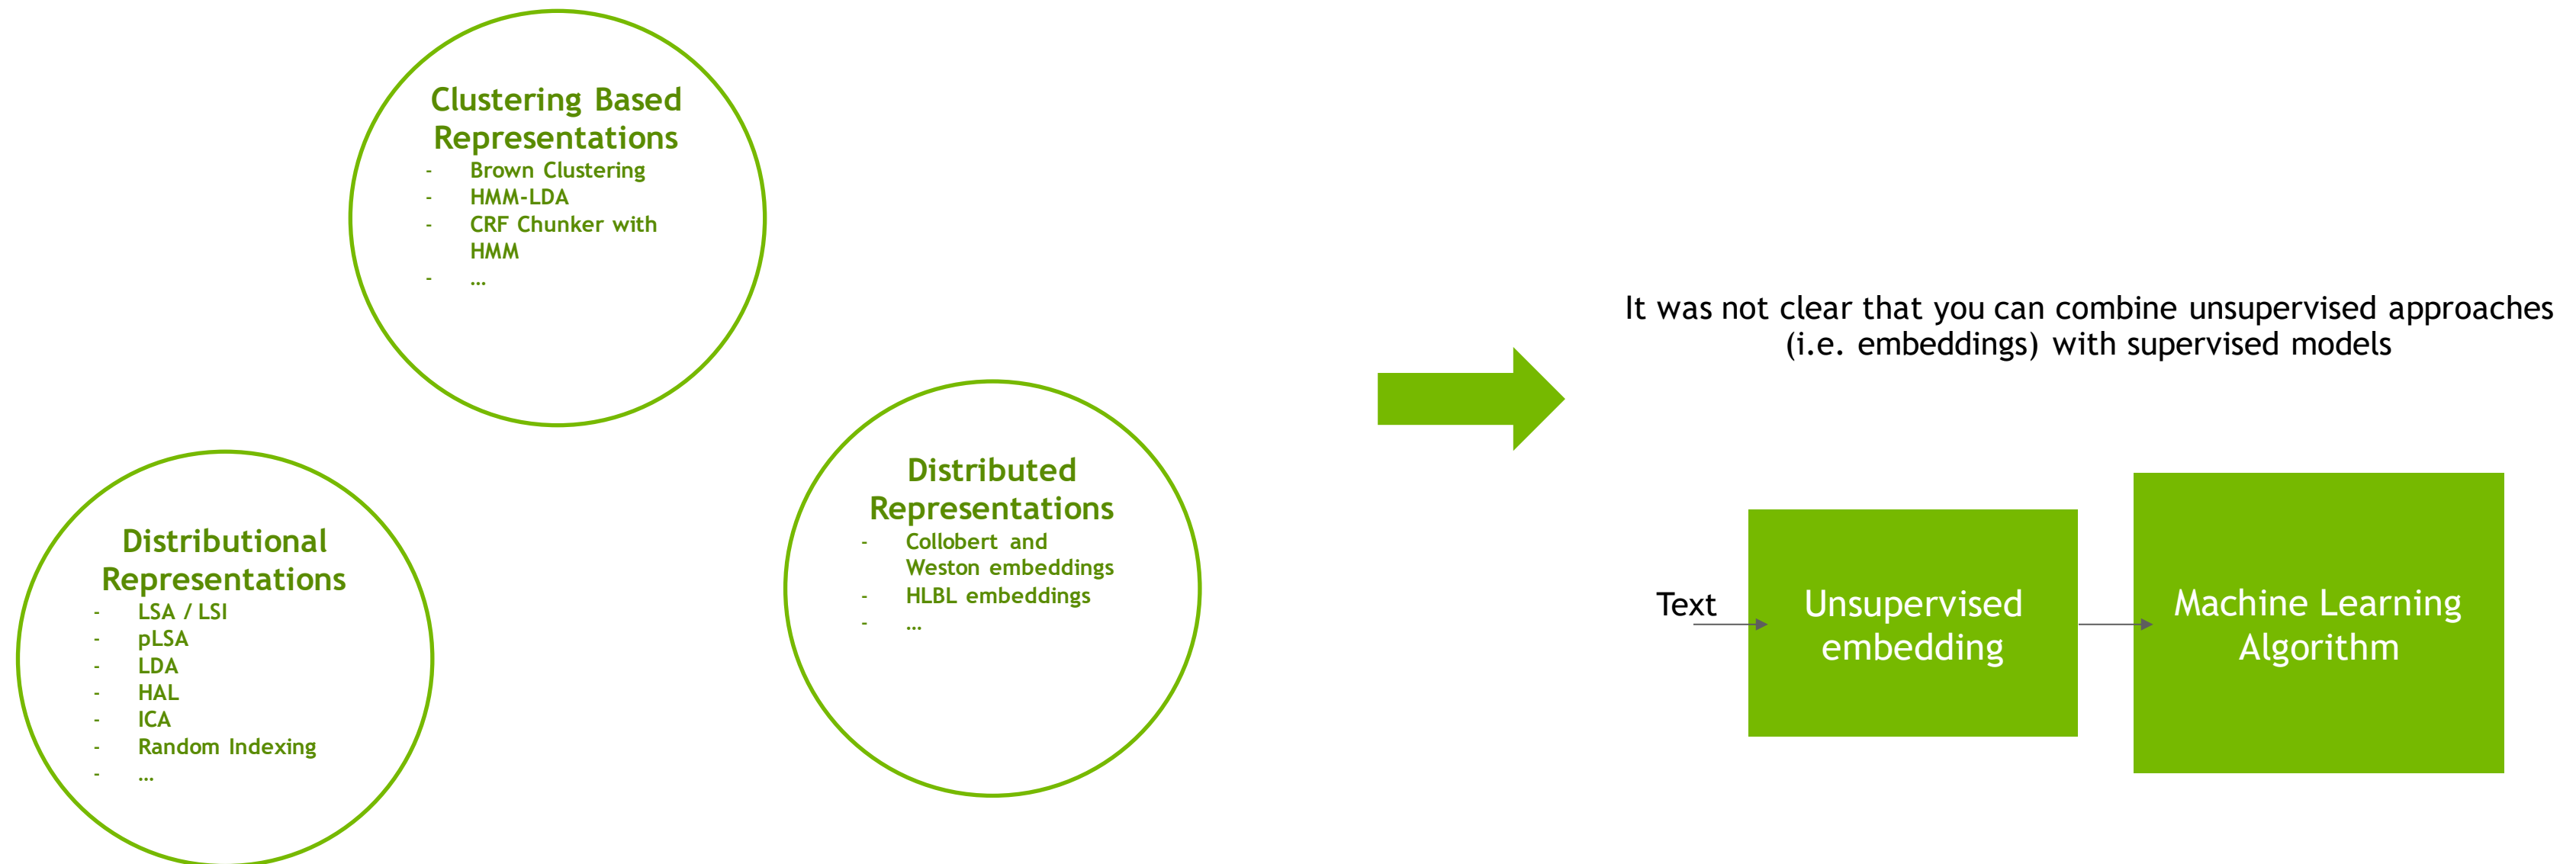 Clustering Based
Representations
- Brown Clustering
- HMM-LDA
- CRF Chunker with
HMM
- …
Distributional
Representations
- LSA / LSI
- pLSA
- LDA
- HAL
- ICA
- Random Indexing
- …
Distributed
Representations
- Collobert and
Weston embeddings
- HLBL embeddings
- …
It was not clear that you can combine unsupervised approaches
(i.e. embeddings) with supervised models
Text
Unsupervised
embedding
Machine Learning
Algorithm